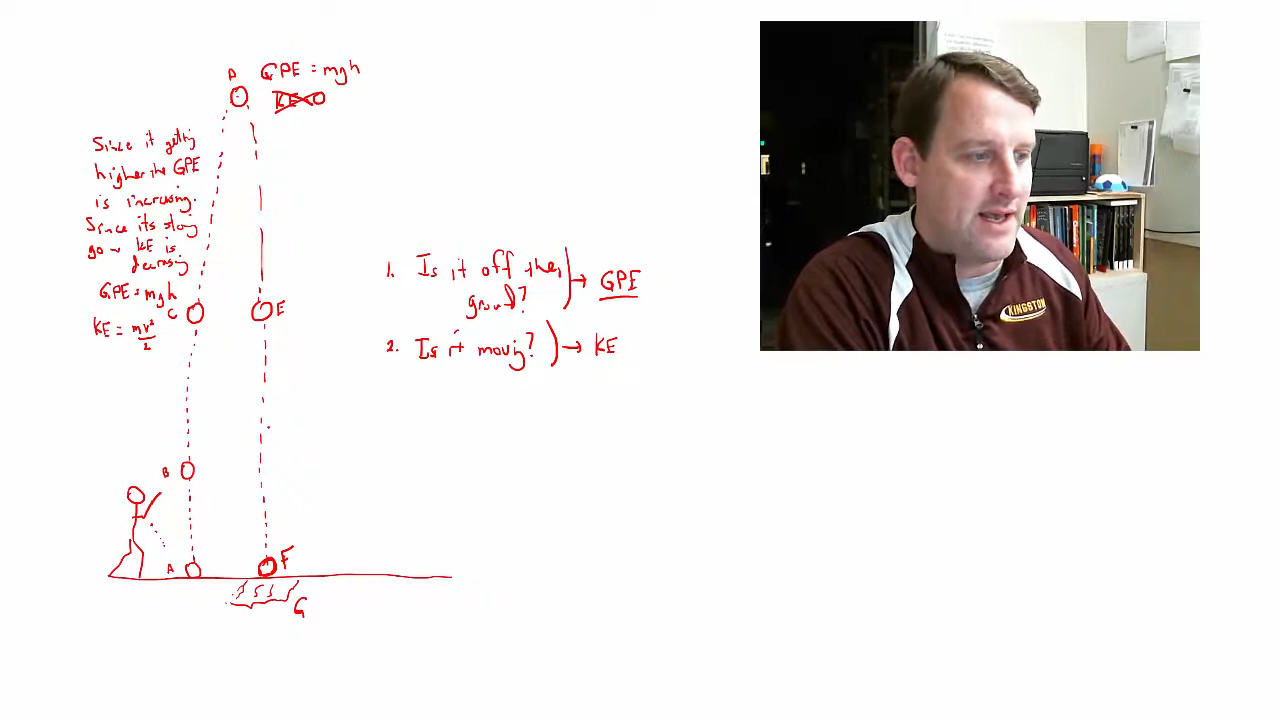 D GPE = mgh
KE = 0
Since it getting
higher the GPE
is increasing.
Since its slowing
down KE is
decreasing
GPE = mgh
C
KE = mv²
2
E
1. Is it off the
ground?
→ GPE
2. Is it moving? → KE
B
A
F
G
KINGSTON